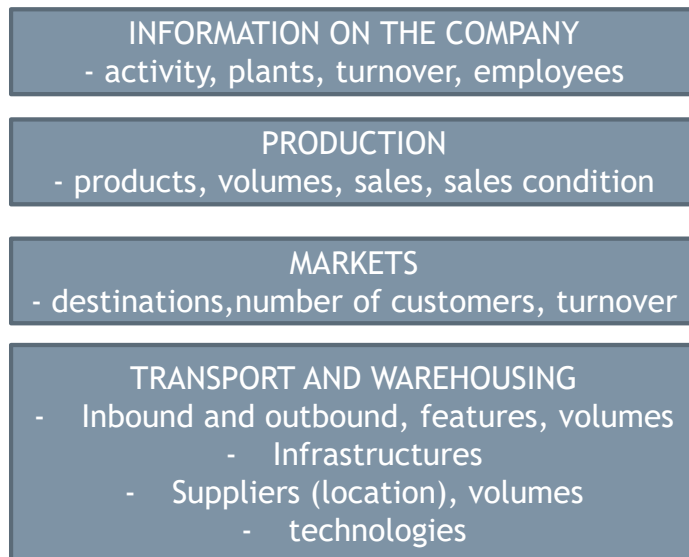 INFORMATION ON THE COMPANY
- activity, plants, turnover, employees
PRODUCTION
- products, volumes, sales, sales condition
MARKETS
- destinations,number of customers, turnover
TRANSPORT AND WAREHOUSING
- Inbound and outbound, features, volumes
- Infrastructures
- Suppliers (location), volumes
- technologies